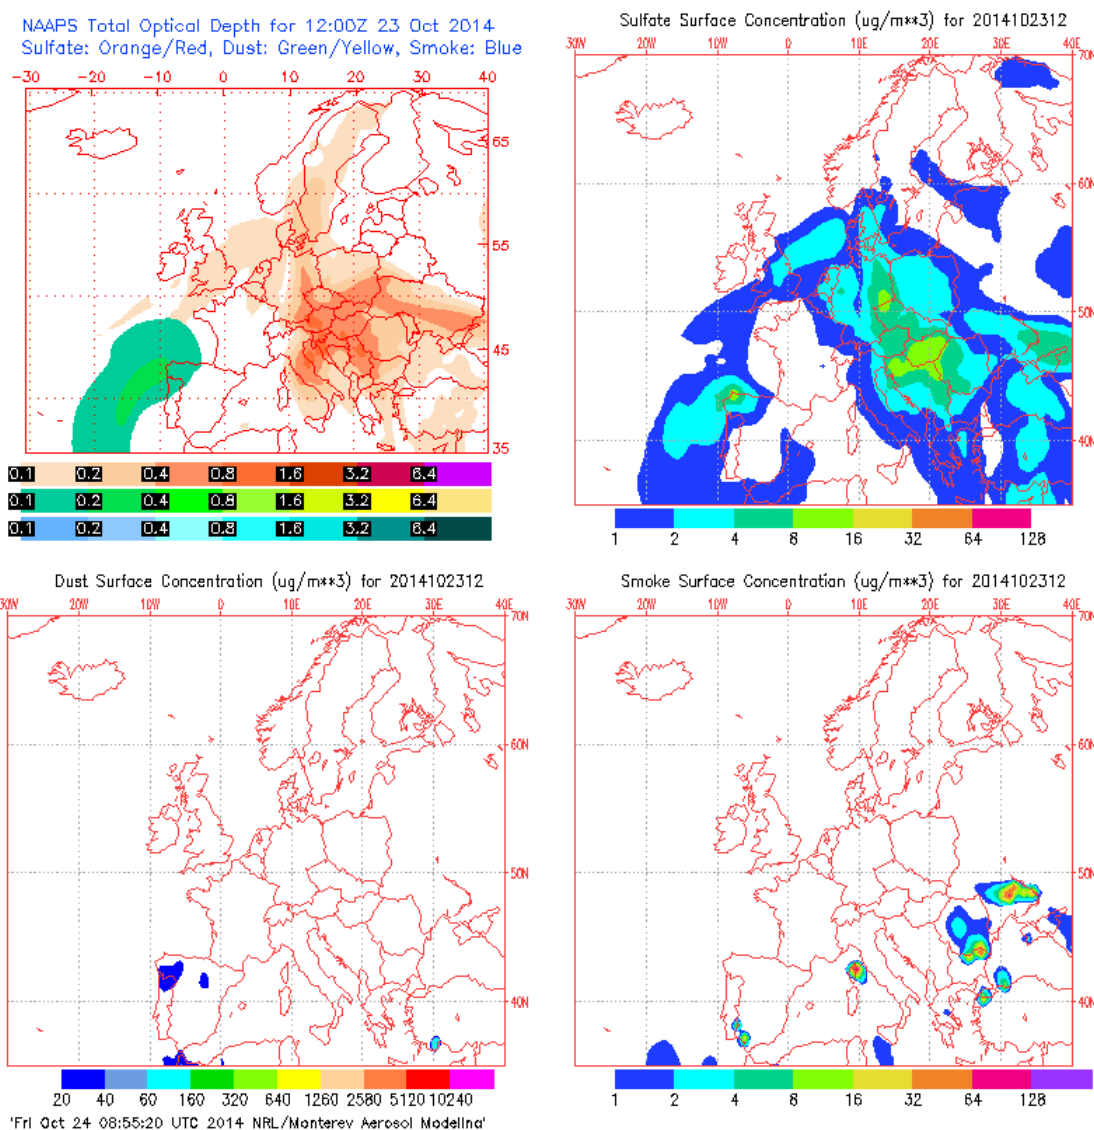 NAAPS Total Optical Depth for 12:00Z 23 Oct 2014
Sulfate: Orange/Red, Dust: Green/Yellow, Smoke: Blue
-30 -20 -10 0 10 20 30 40
65
55
45
35
0.1 0.2 0.4 0.8 1.6 3.2 6.4
0.1 0.2 0.4 0.8 1.6 3.2 6.4
0.1 0.2 0.4 0.8 1.6 3.2 6.4
Sulfate Surface Concentration (ug/m**3) for 2014102312
30W 20W 10W 0 10E 20E 30E 40E
70N
60N
50N
40N
1 2 4 8 16 32 64 128
Dust Surface Concentration (ug/m**3) for 2014102312
30W 20W 10W 0 10E 20E 30E 40E
70N
60N
50N
40N
20 40 60 160 320 640 1260 2580 5120 10240
'Fri Oct 24 08:55:20 UTC 2014 NRL/Monterey Aerosol Modeling'
Smoke Surface Concentration (ug/m**3) for 2014102312
30W 20W 10W 0 10E 20E 30E 40E
70N
60N
50N
40N
1 2 4 8 16 32 64 128